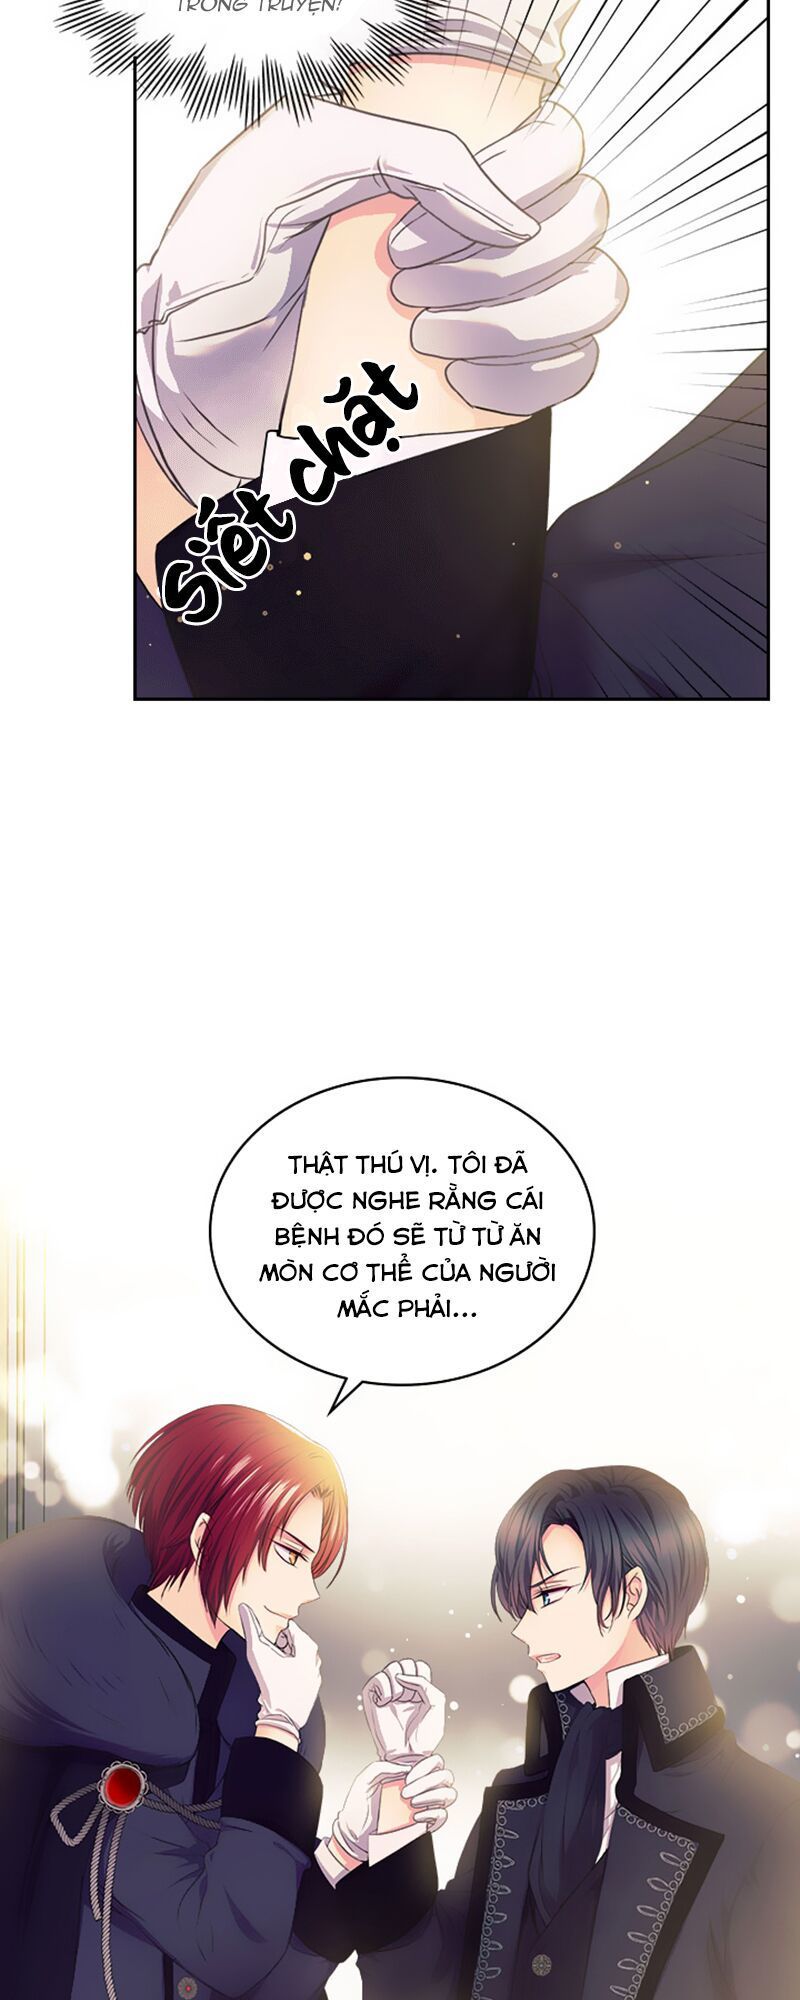 TRONG TRUYỆN!
siết chặt
THẬT THÚ VỊ. TÔI ĐÃ
ĐƯỢC NGHE RẰNG CÁI
BỆNH ĐÓ SẼ TỪ TỪ ĂN
MÒN CƠ THỂ CỦA NGƯỜI
MẮC PHẢI...